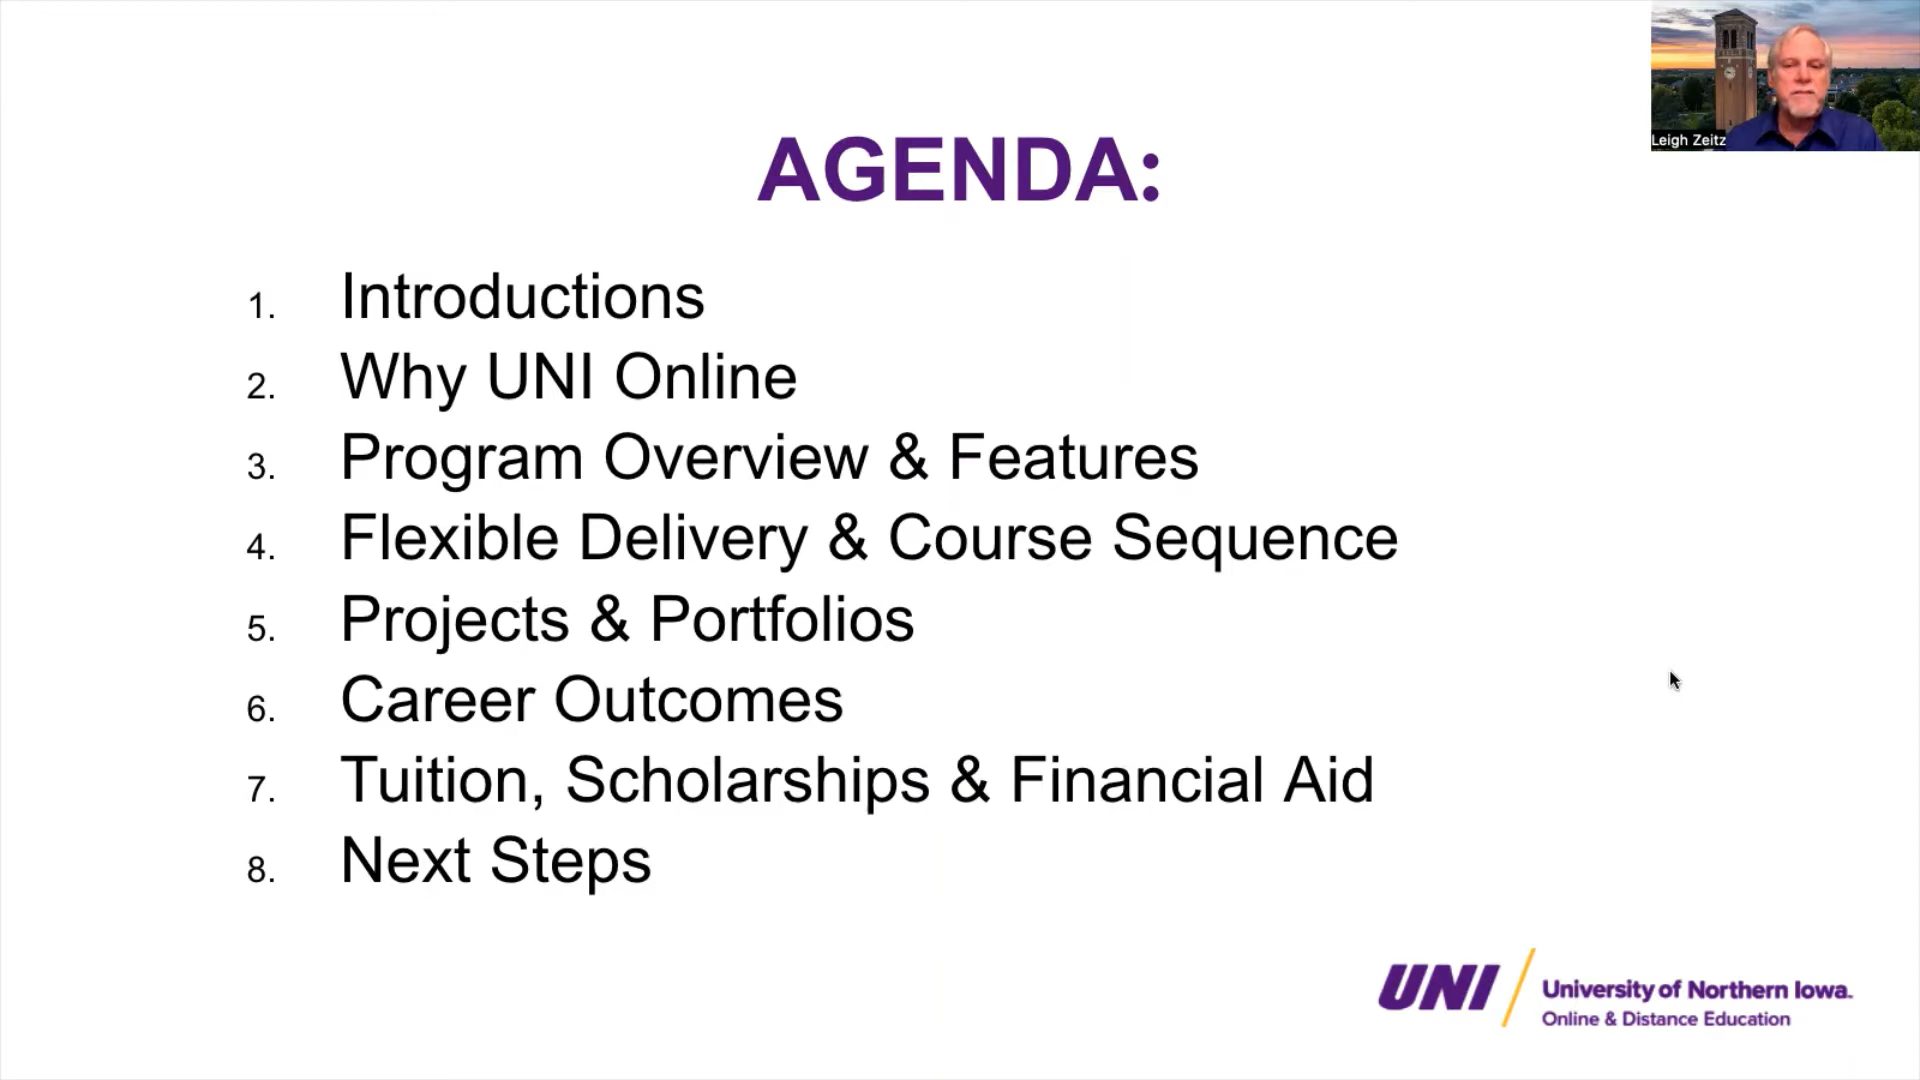 Leigh Zeitz
AGENDA:
1. Introductions
2. Why UNI Online
3. Program Overview & Features
4. Flexible Delivery & Course Sequence
5. Projects & Portfolios
6. Career Outcomes
7. Tuition, Scholarships & Financial Aid
8. Next Steps
UNI
University of Northern Iowa.
Online & Distance Education